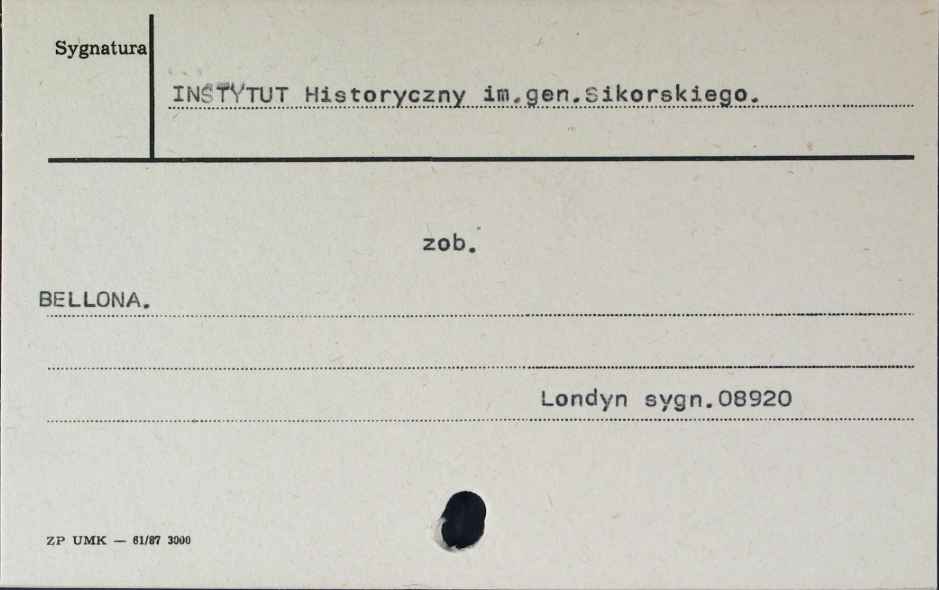 Sygnatura
INSTYTUT Historyczny im.gen.Sikorskiego.
zob.
BELLONA.
Londyn sygn.08920
ZP UMK — 61/87 3000